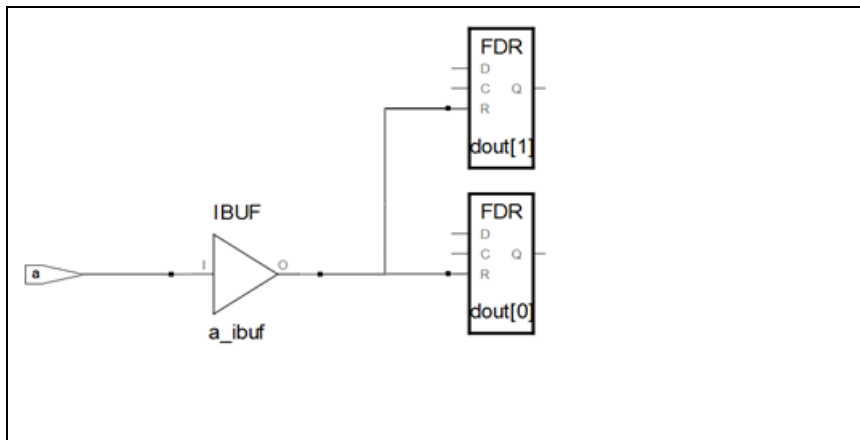 FDR
D
C Q
R
dout[1]
IBUF
FDR
D
I O
C Q
a
R
dout[0]
a_ibuf